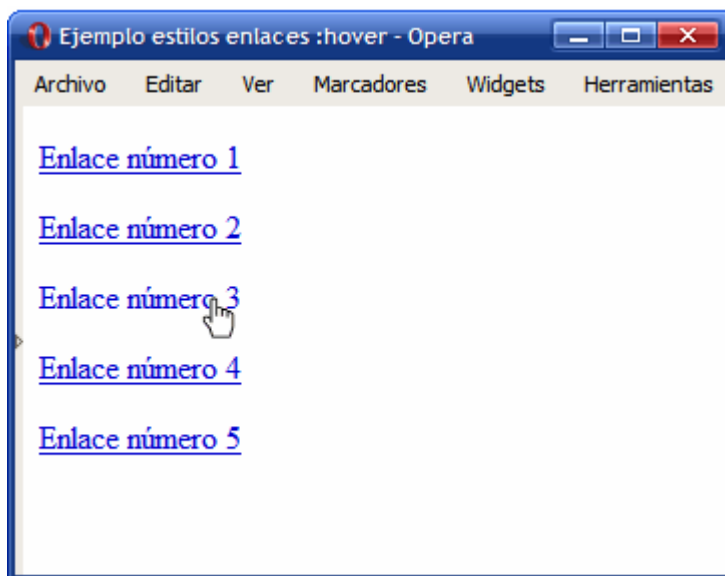 Ejemplo estilos enlaces :hover - Opera
Archivo Editar Ver Marcadores Widgets Herramientas
Enlace número 1
Enlace número 2
Enlace número 3
Enlace número 4
Enlace número 5